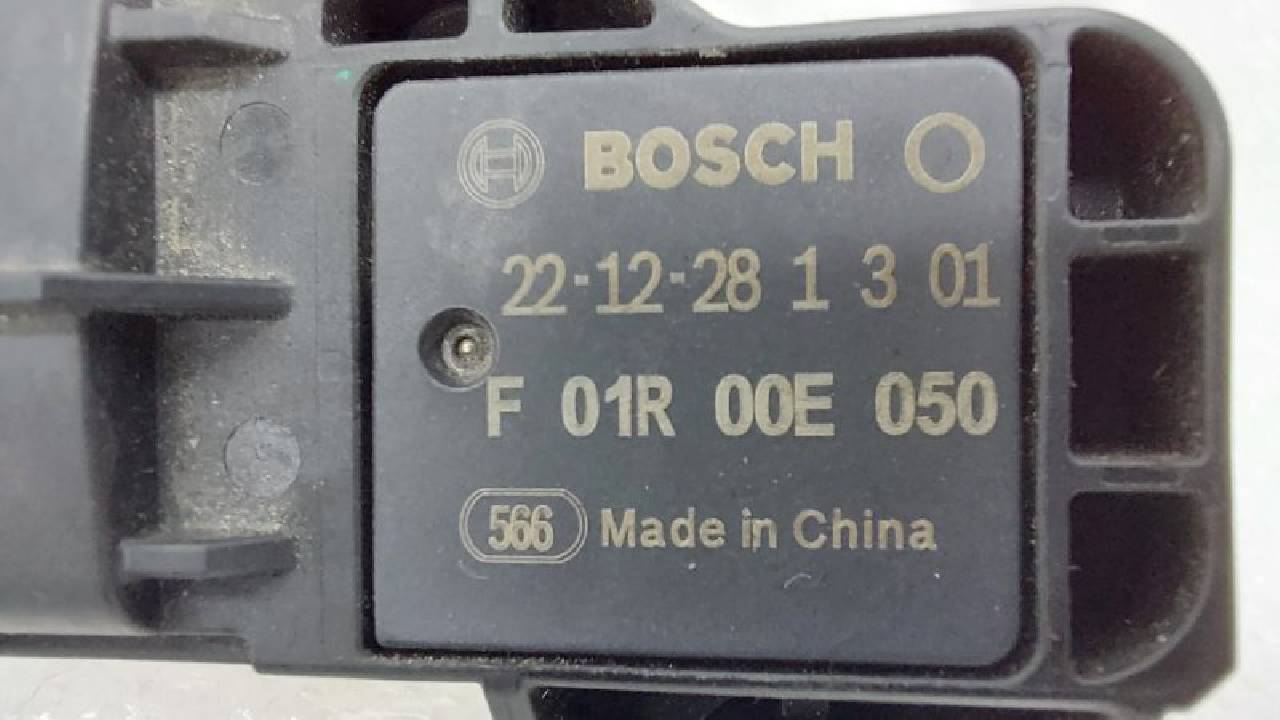 BOSCH
22-12-28 1 3 01
F 01R 00E 050
566 Made in China